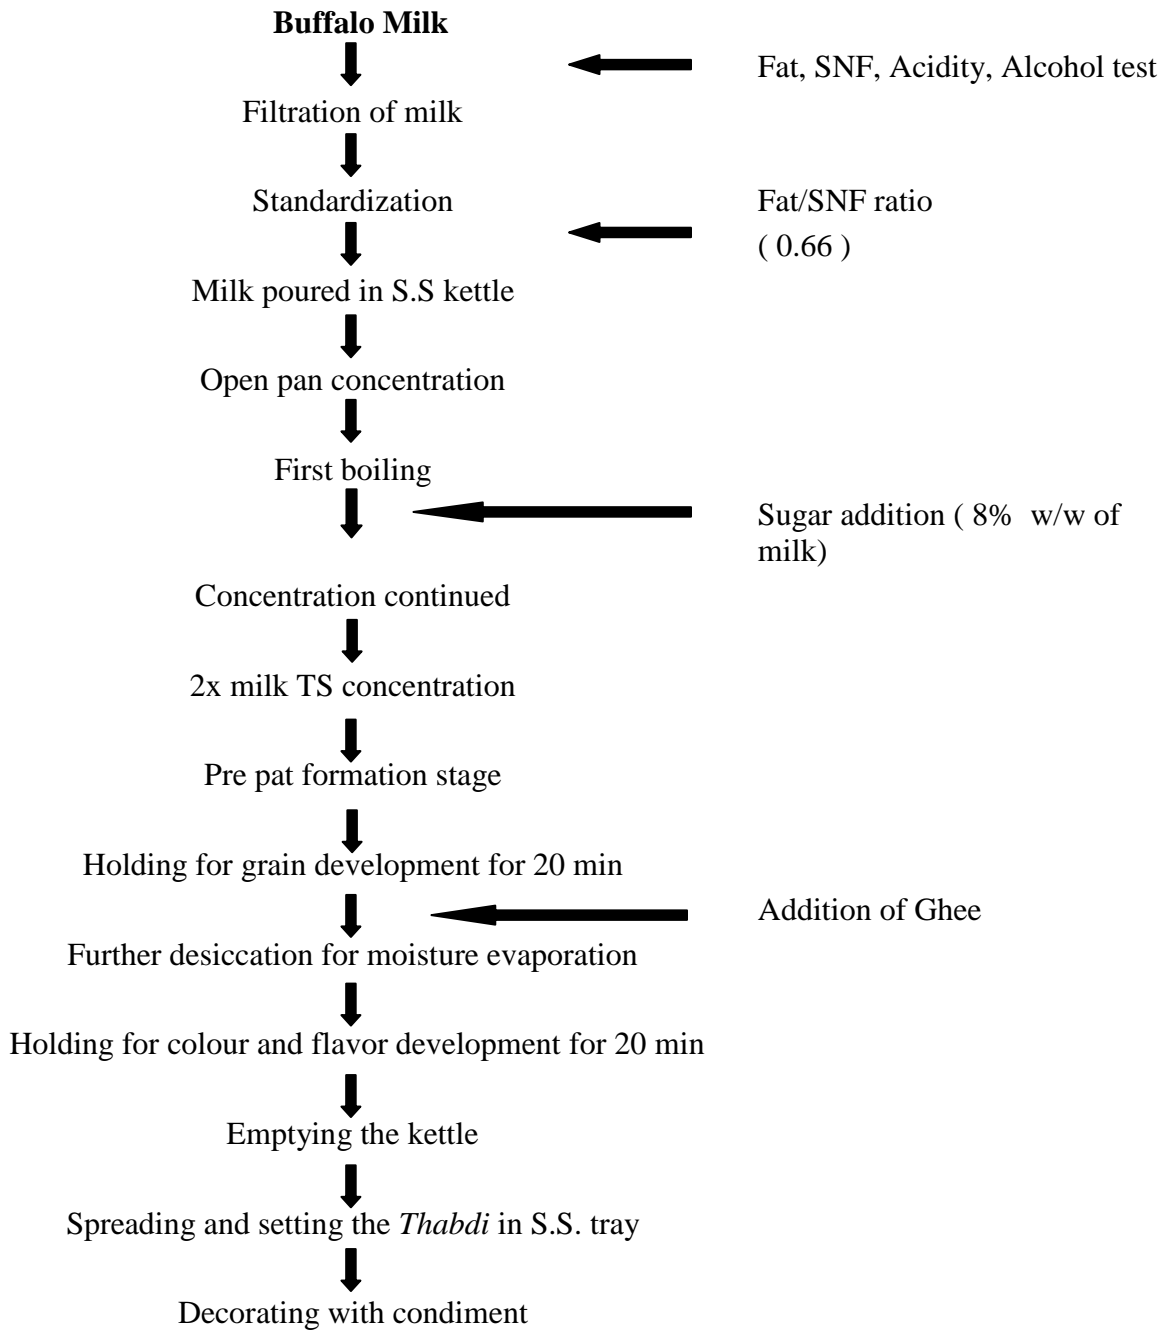 Buffalo Milk
Fat, SNF, Acidity, Alcohol test
Filtration of milk
Standardization
Fat/SNF ratio
( 0.66 )
Milk poured in S.S kettle
Open pan concentration
First boiling
Sugar addition ( 8% w/w of
milk)
Concentration continued
2x milk TS concentration
Pre pat formation stage
Holding for grain development for 20 min
Addition of Ghee
Further desiccation for moisture evaporation
Holding for colour and flavor development for 20 min
Emptying the kettle
Spreading and setting the Thabdi in S.S. tray
Decorating with condiment